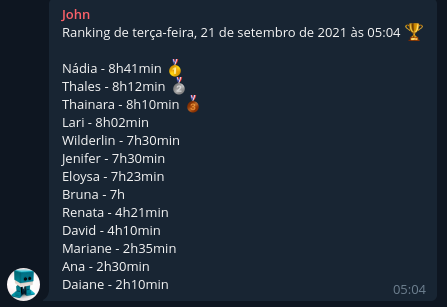 John
Ranking de terça-feira, 21 de setembro de 2021 às 05:04 🏆
Nádia - 8h41min 🥇
Thales - 8h12min 🥈
Thainara - 8h10min 🥉
Lari - 8h02min
Wilderlin - 7h30min
Jenifer - 7h30min
Eloysa - 7h23min
Bruna - 7h
Renata - 4h21min
David - 4h10min
Mariane - 2h35min
Ana - 2h30min
Daiane - 2h10min
05:04